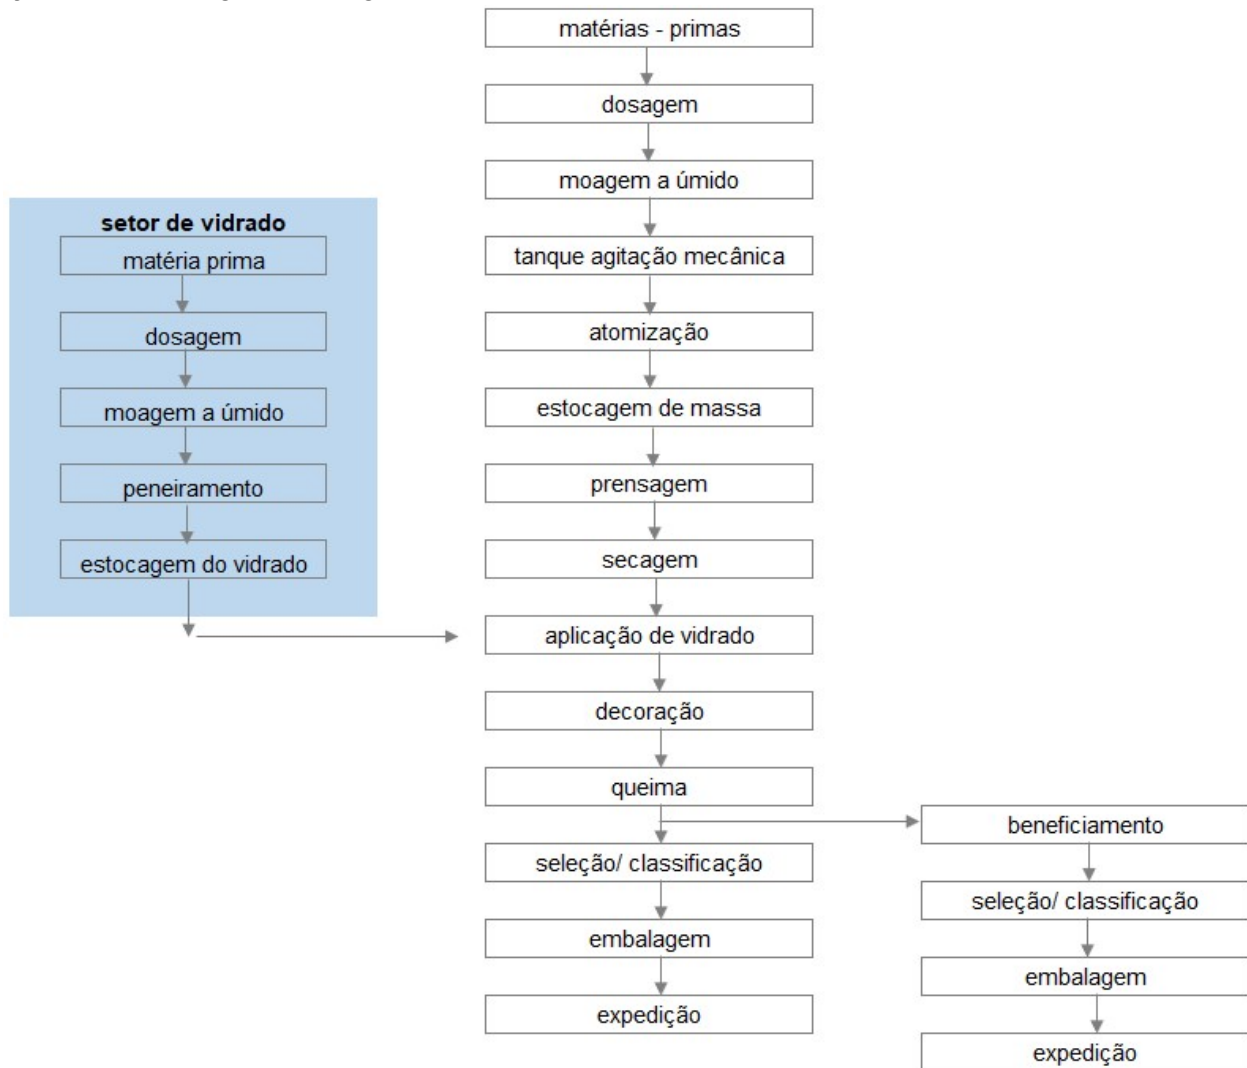 matérias - primas
dosagem
moagem a úmido
tanque agitação mecânica
atomização
estocagem de massa
prensagem
secagem
setor de vidrado
matéria prima
dosagem
moagem a úmido
peneiramento
estocagem do vidrado
aplicação de vidrado
decoração
queima
seleção/ classificação
embalagem
expedição
beneficiamento
seleção/ classificação
embalagem
expedição